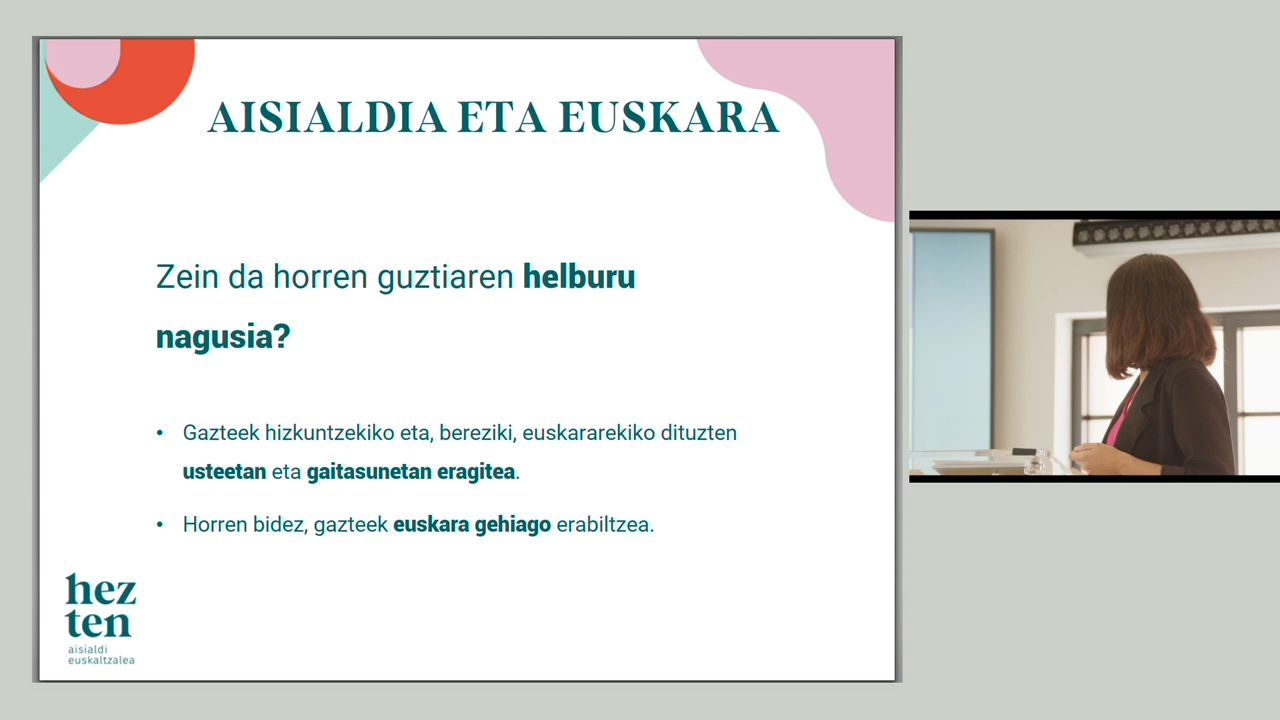 AISIALDIA ETA EUSKARA
Zein da horren guztiaren helburu
nagusia?
• Gazteek hizkuntzekiko eta, bereziki, euskararekiko dituzten
usteetan eta gaitasunetan eragitea.
• Horren bidez, gazteek euskara gehiago erabiltzea.
hez
ten
aisialdi
euskaltzalea